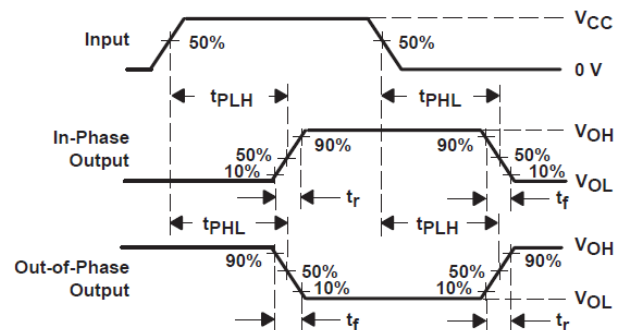 VCC
Input 50% 50%
0 V
tPLH tPHL
In-Phase Output
VOH
90% 90%
50% 50%
10% 10%
VOL
tr tf
tPHL tPLH
Out-of-Phase Output
VOH
90% 90%
50% 50%
10% 10%
VOL
tf tr